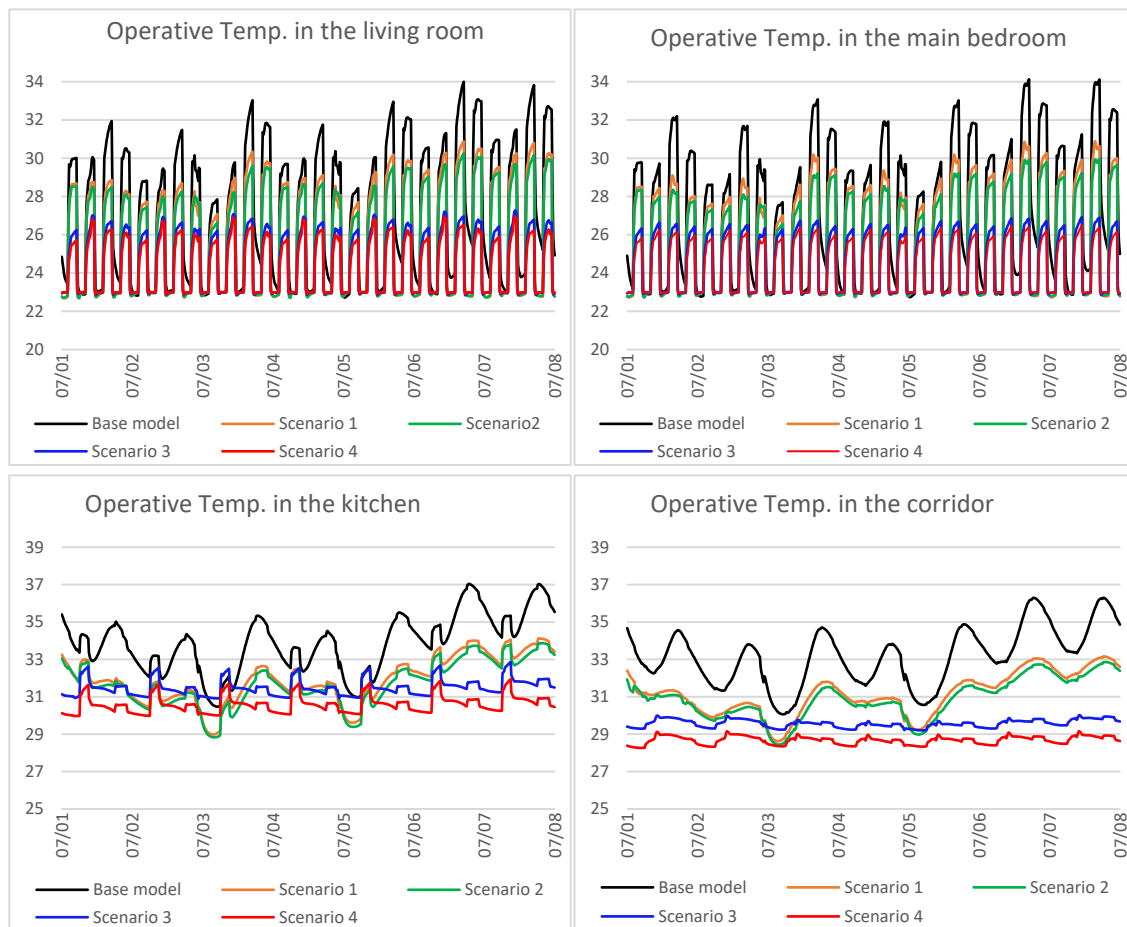 Operative Temp. in the living room
34
32
30
28
26
24
22
20
07/01
07/02
07/03
07/04
07/05
07/06
07/07
07/08
Base model
Scenario 1
Scenario2
Scenario 3
Scenario 4
Operative Temp. in the main bedroom
34
32
30
28
26
24
22
20
07/01
07/02
07/03
07/04
07/05
07/06
07/07
07/08
Base model
Scenario 1
Scenario 2
Scenario 3
Scenario 4
Operative Temp. in the kitchen
39
37
35
33
31
29
27
25
07/01
07/02
07/03
07/04
07/05
07/06
07/07
07/08
Base model
Scenario 1
Scenario 2
Scenario 3
Scenario 4
Operative Temp. in the corridor
39
37
35
33
31
29
27
25
07/01
07/02
07/03
07/04
07/05
07/06
07/07
07/08
Base model
Scenario 1
Scenario 2
Scenario 3
Scenario 4